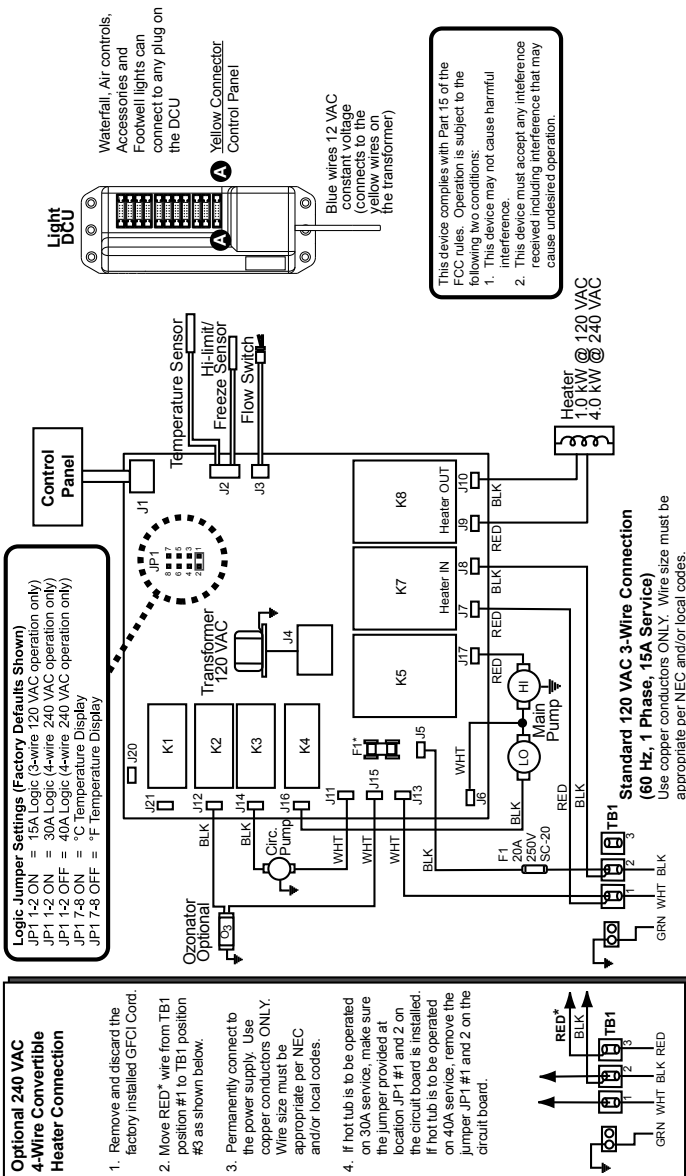 Optional 240 VAC
4-Wire Convertible
Heater Connection
1. Remove and discard the
factory installed GFCI Cord.
2. Move RED* wire from TB1
position #1 to TB1 position
#3 as shown below.
3. Permanently connect to
the power supply. Use
copper conductors ONLY.
Wire size must be
appropriate per NEC
and/or local codes.
4. If hot tub is to be operated
on 30A service, make sure
the jumper provided at
location JP1 #1 and 2 on
the circuit board is installed.
If hot tub is to be operated
on 40A service, remove the
jumper JP1 #1 and 2 on the
circuit board.
RED*
BLK
TB1
1
2
3
GRN
WHT
BLK
RED
Logic Jumper Settings (Factory Defaults Shown)
JP1 1-2 ON = 15A Logic (3-wire 120 VAC operation only)
JP1 1-2 ON = 30A Logic (4-wire 240 VAC operation only)
JP1 1-2 OFF = 40A Logic (4-wire 240 VAC operation only)
JP1 7-8 ON = °C Temperature Display
JP1 7-8 OFF = °F Temperature Display
Control
Panel
J1
JP1
8 7
6 5
4 3
2 1
J20
J21
K1
J12
K2
J14
K3
J16
K4
Transformer
120 VAC
J4
J2
J3
Temperature Sensor
Hi-limit/
Freeze Sensor
Flow Switch
BLK
BLK
Ozonator
Optional
O3
Circ.
Pump
J11
J15
J13
WHT
WHT
WHT
F1*
J5
BLK
J6
WHT
K5
K7
K8
Heater IN
Heater OUT
J17
J7
J8
J9
J10
RED
RED
BLK
RED
BLK
LO
HI
Main
Pump
BLK
RED
BLK
F1
20A
250V
SC-20
Heater
1.0 kW @ 120 VAC
4.0 kW @ 240 VAC
TB1
1
2
3
GRN
WHT
BLK
Standard 120 VAC 3-Wire Connection
(60 Hz, 1 Phase, 15A Service)
Use copper conductors ONLY. Wire size must be
appropriate per NEC and/or local codes.
Light
DCU
Waterfall, Air controls,
Accessories and
Footwell lights can
connect to any plug on
the DCU
A
A
Yellow Connector
Control Panel
Blue wires 12 VAC
constant voltage
(connects to the
yellow wires on
the transformer)
This device complies with Part 15 of the
FCC rules. Operation is subject to the
following two conditions:
1. This device may not cause harmful
interference.
2. This device must accept any inteference
received including interference that may
cause undesired operation.